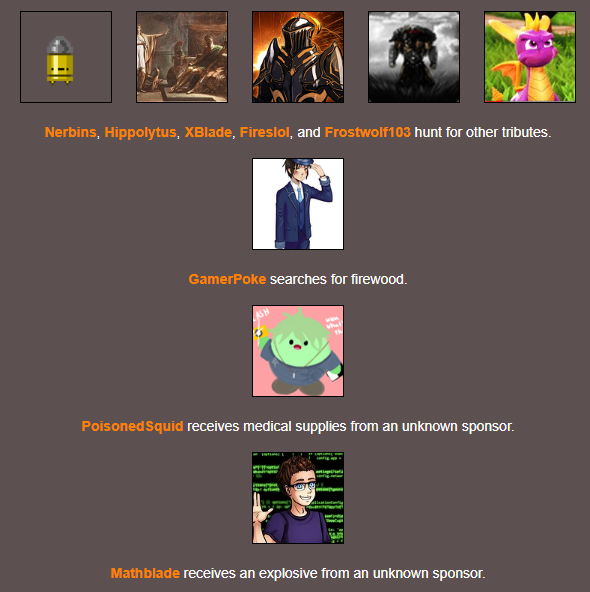 Nerbins, Hippolytus, XBlade, Fireslol, and Frostwolf103 hunt for other tributes.
GamerPoke searches for firewood.
PoisonedSquid receives medical supplies from an unknown sponsor.
Mathblade receives an explosive from an unknown sponsor.